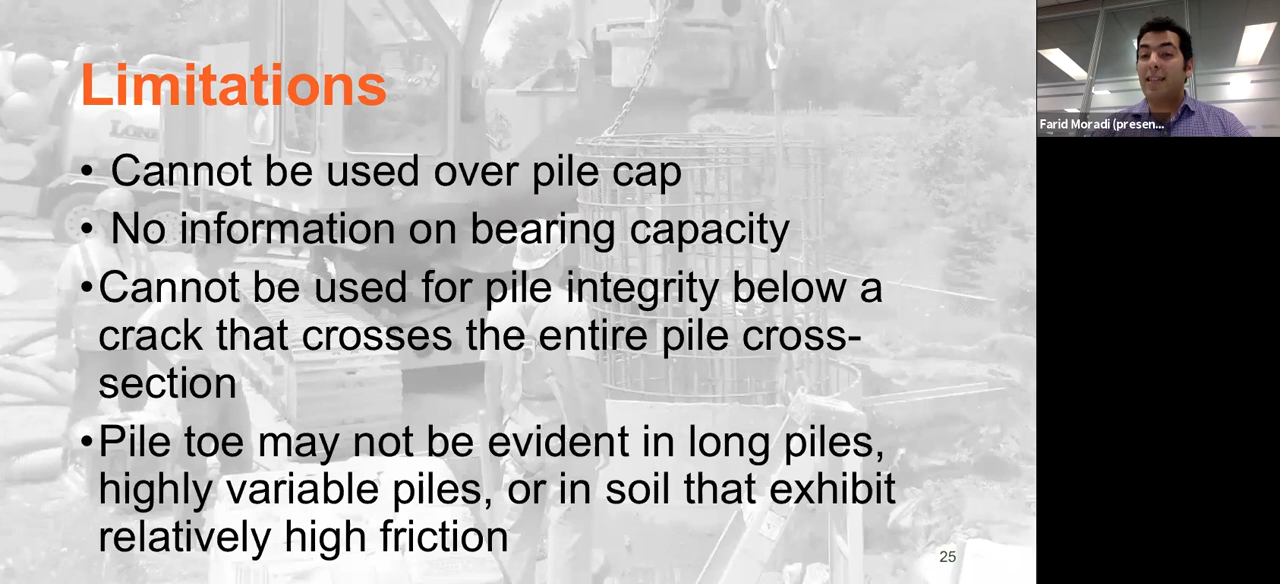 Limitations
• Cannot be used over pile cap
• No information on bearing capacity
•Cannot be used for pile integrity below a
crack that crosses the entire pile cross-
section
•Pile toe may not be evident in long piles,
highly variable piles, or in soil that exhibit
relatively high friction
25
Farid Moradi (presen...